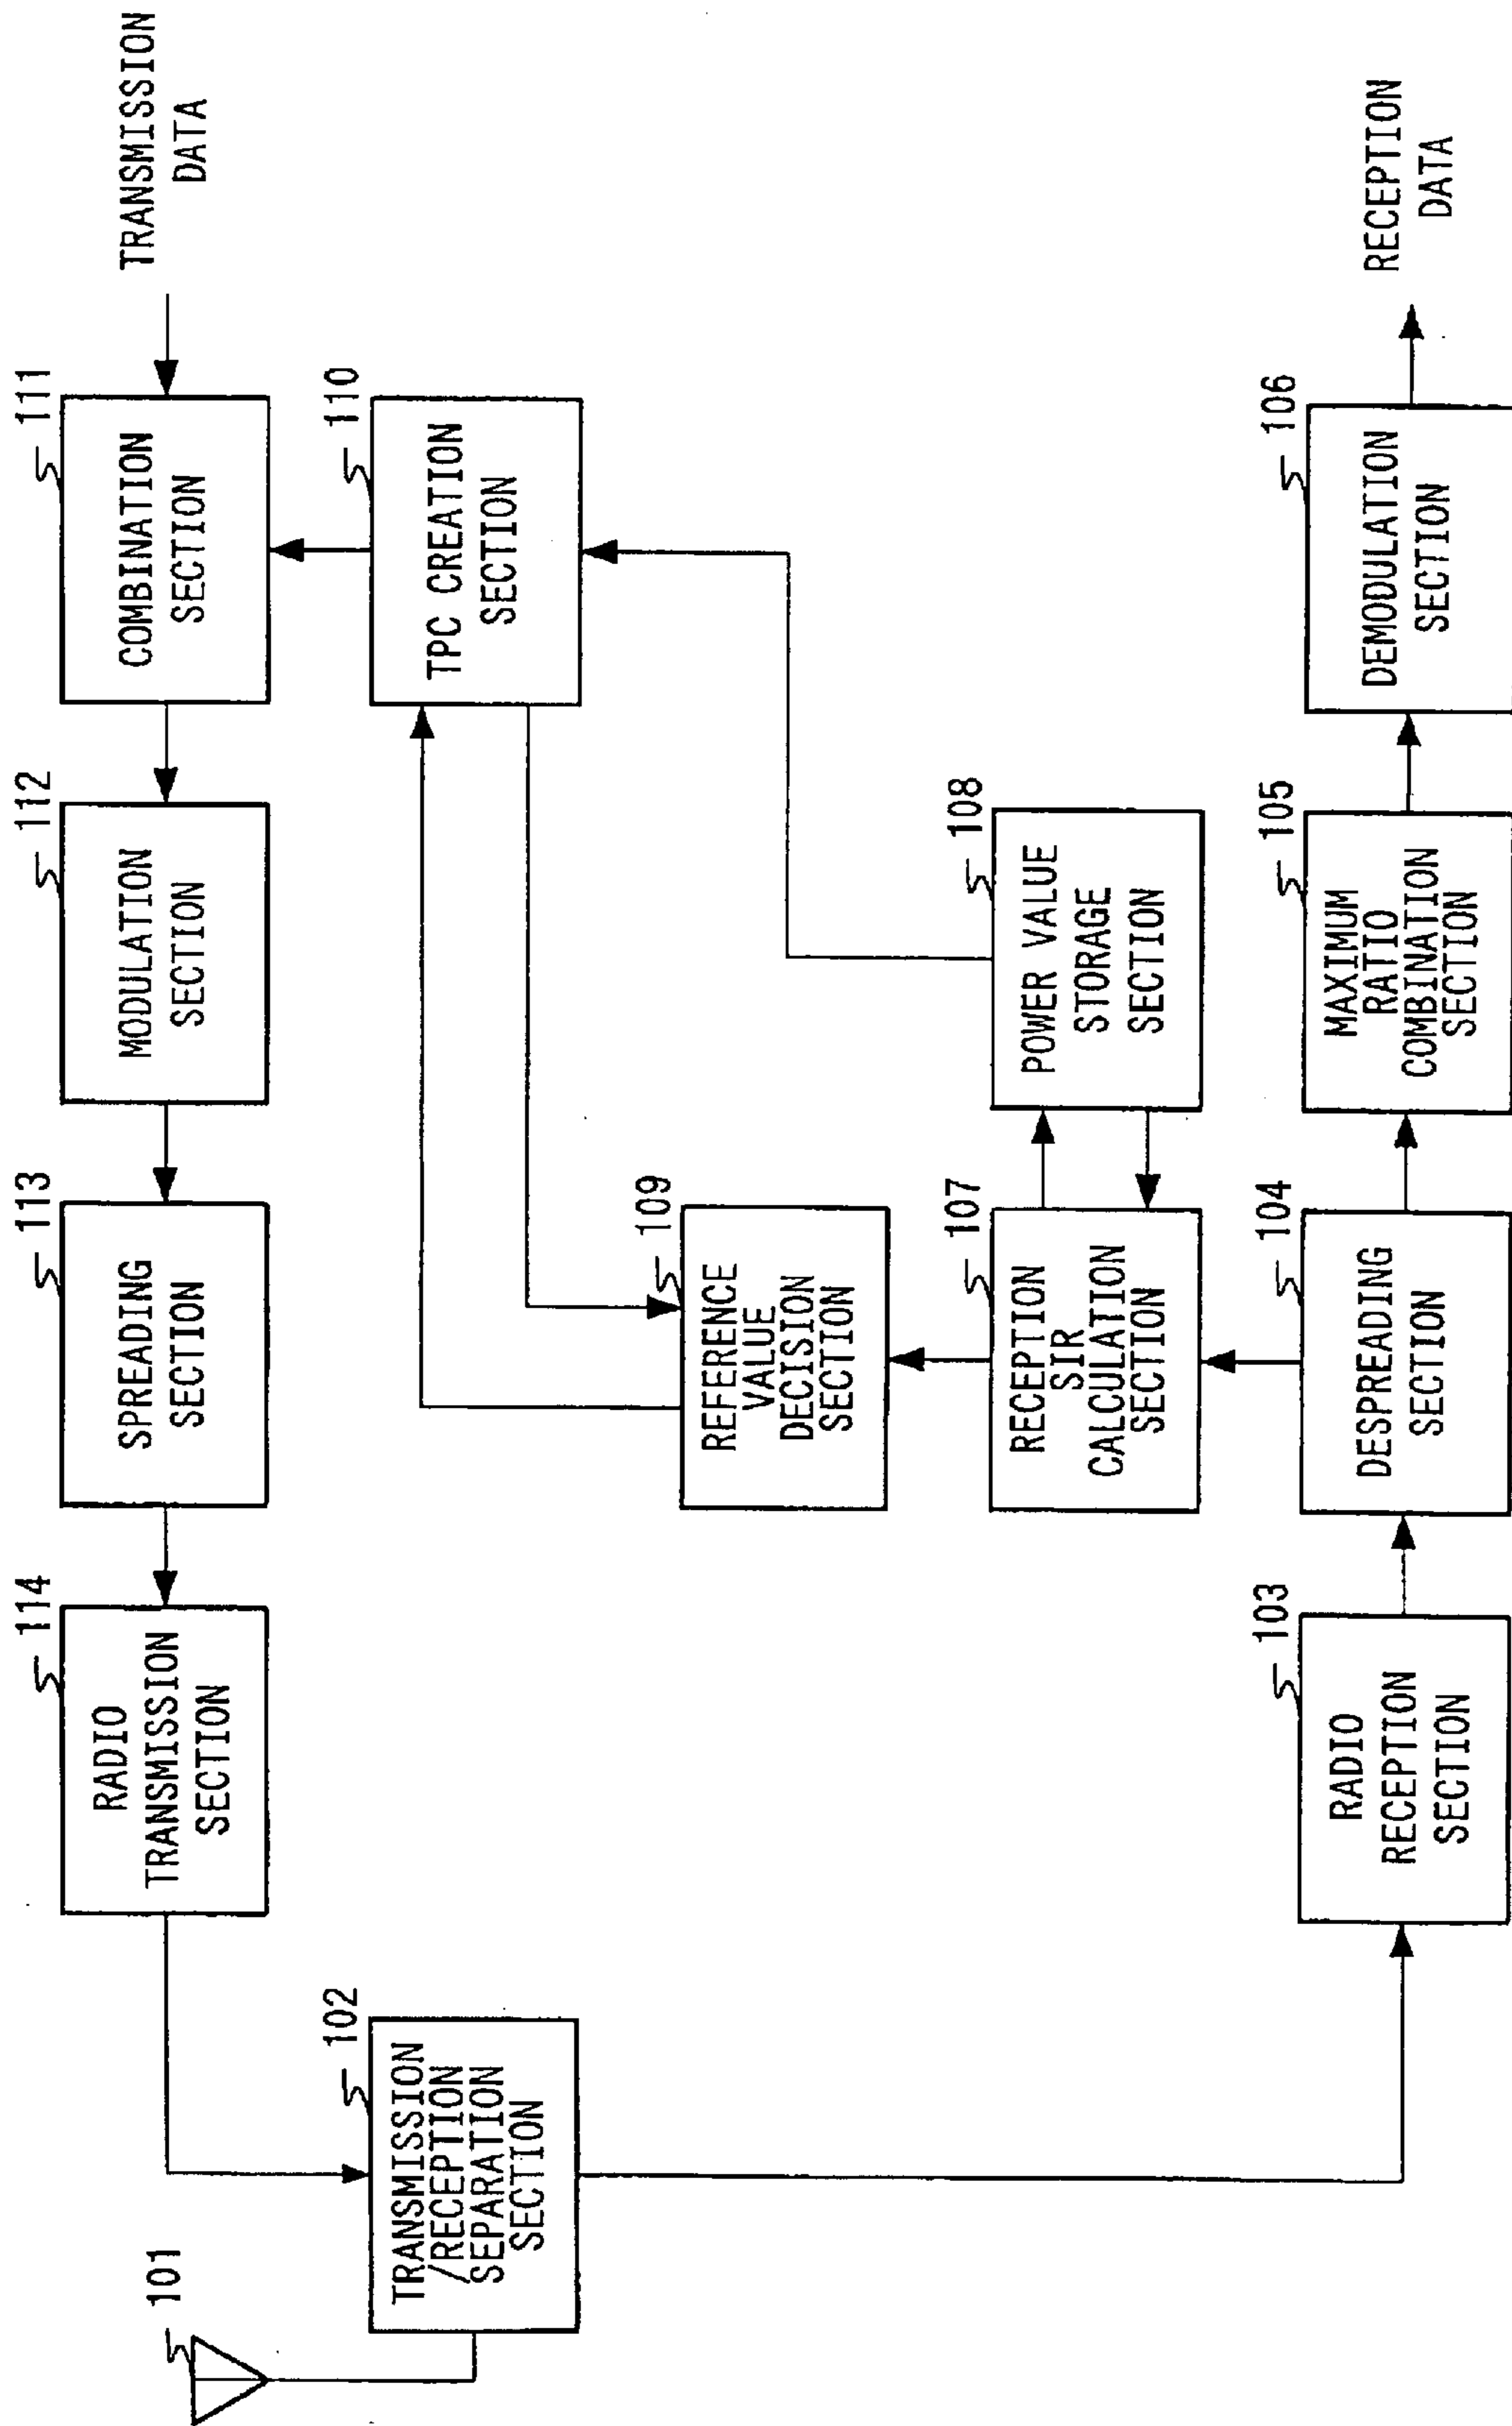 TRANSMISSION
DATA
111
COMBINATION
SECTION
112
MODULATION
SECTION
113
SPREADING
SECTION
114
RADIO
TRANSMISSION
SECTION
110
TPC CREATION
SECTION
101
102
TRANSMISSION
/RECEPTION
SEPARATION
SECTION
109
REFERENCE
VALUE
DECISION
SECTION
107
RECEPTION
SIR
CALCULATION
SECTION
108
POWER VALUE
STORAGE
SECTION
103
RADIO
RECEPTION
SECTION
104
DESPREADING
SECTION
105
MAXIMUM
RATIO
COMBINATION
SECTION
106
DEMODULATION
SECTION
RECEPTION
DATA